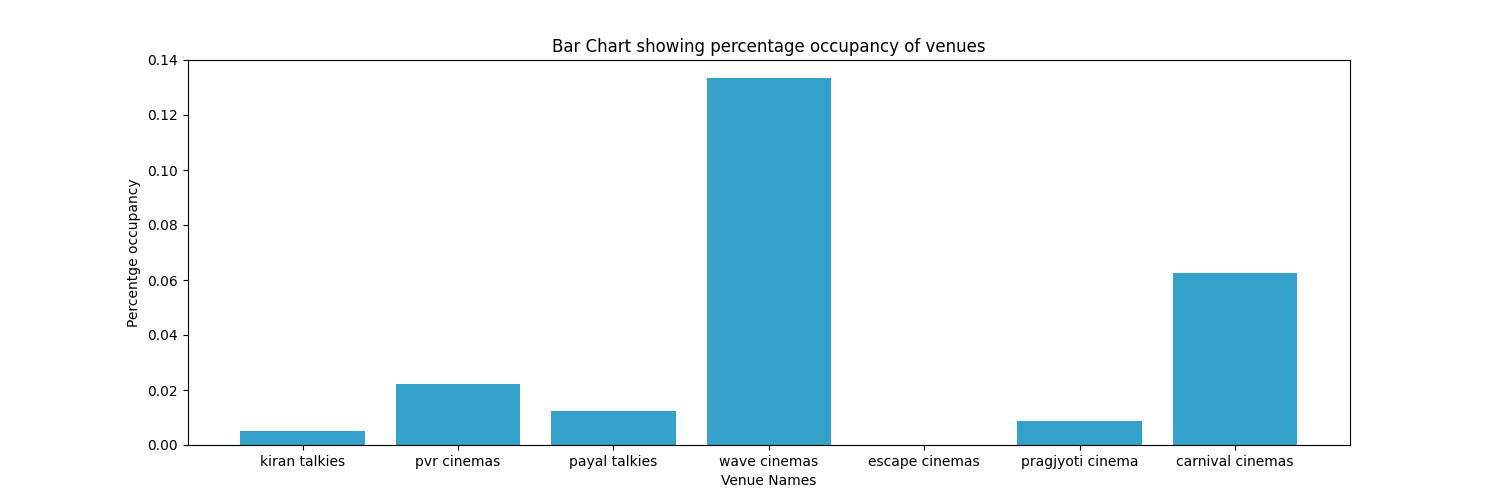 Bar Chart showing percentage occupancy of venues
Percentge occupancy
0.14
0.12
0.10
0.08
0.06
0.04
0.02
0.00
kiran talkies pvr cinemas payal talkies wave cinemas escape cinemas pragjyoti cinema carnival cinemas
Venue Names